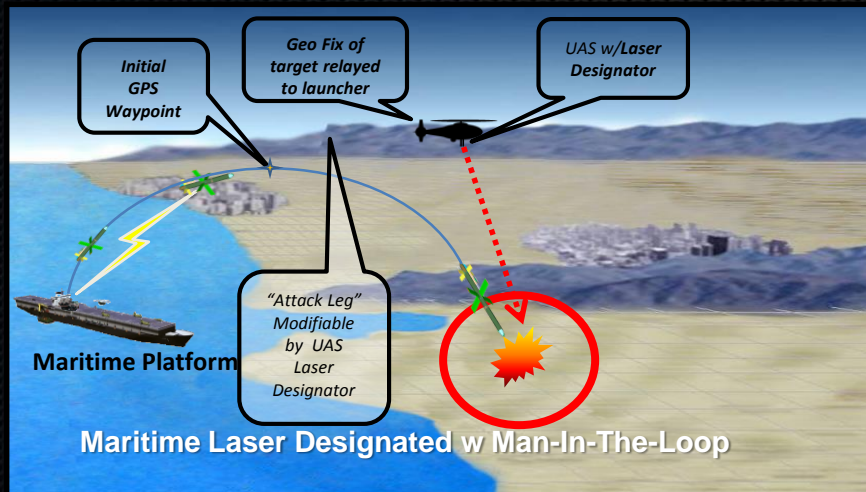 Initial
GPS
Waypoint
Geo Fix of
target relayed
to launcher
UAS w/Laser
Designator
"Attack Leg"
Modifiable
by UAS
Laser
Designator
Maritime Platform
Maritime Laser Designated w Man-In-The-Loop